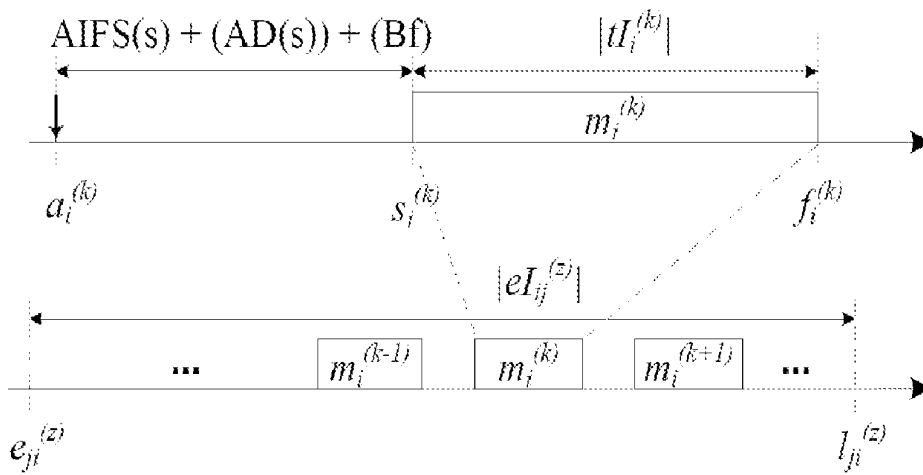 AIFS(s) + (AD(s)) + (Bf) |tI_i^(k)|
m_i^(k)
a_i^(k) s_i^(k) f_i^(k)
|eI_ij^(z)|
... m_i^(k-1) m_i^(k) m_i^(k+1) ...
e_ji^(z) l_ji^(z)